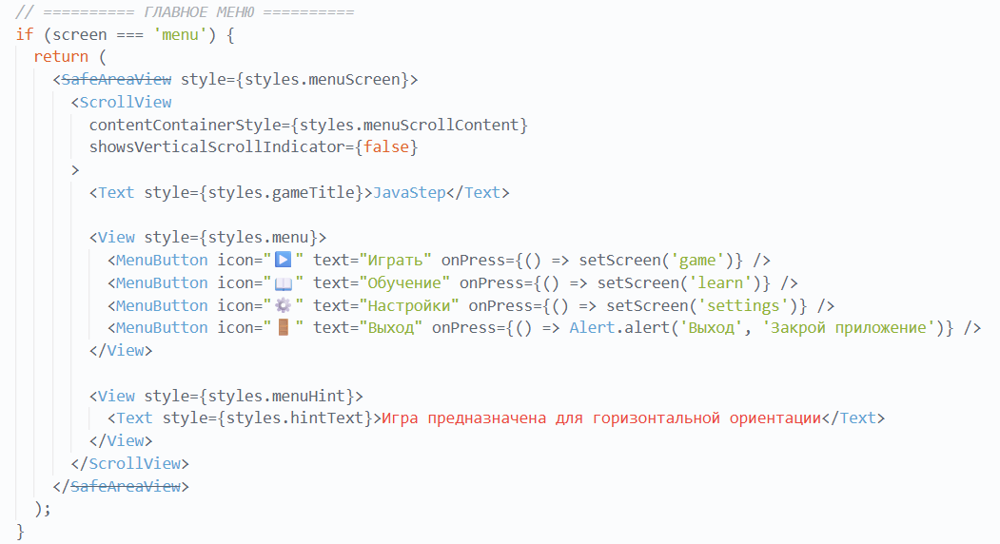 // ========== ГЛАВНОЕ МЕНЮ ==========
if (screen === 'menu') {
return (
<SafeAreaView style={styles.menuScreen}>
<ScrollView
contentContainerStyle={styles.menuScrollContent}
showsVerticalScrollIndicator={false}
>
<Text style={styles.gameTitle}>JavaStep</Text>
<View style={styles.menu}>
<MenuButton icon="▶️" text="Играть" onPress={() => setScreen('game')} />
<MenuButton icon="📖" text="Обучение" onPress={() => setScreen('learn')} />
<MenuButton icon="⚙️" text="Настройки" onPress={() => setScreen('settings')} />
<MenuButton icon="🚪" text="Выход" onPress={() => Alert.alert('Выход', 'Закрой приложение')} />
</View>
<View style={styles.menuHint}>
<Text style={styles.hintText}>Игра предназначена для горизонтальной ориентации</Text>
</View>
</ScrollView>
</SafeAreaView>
);
}